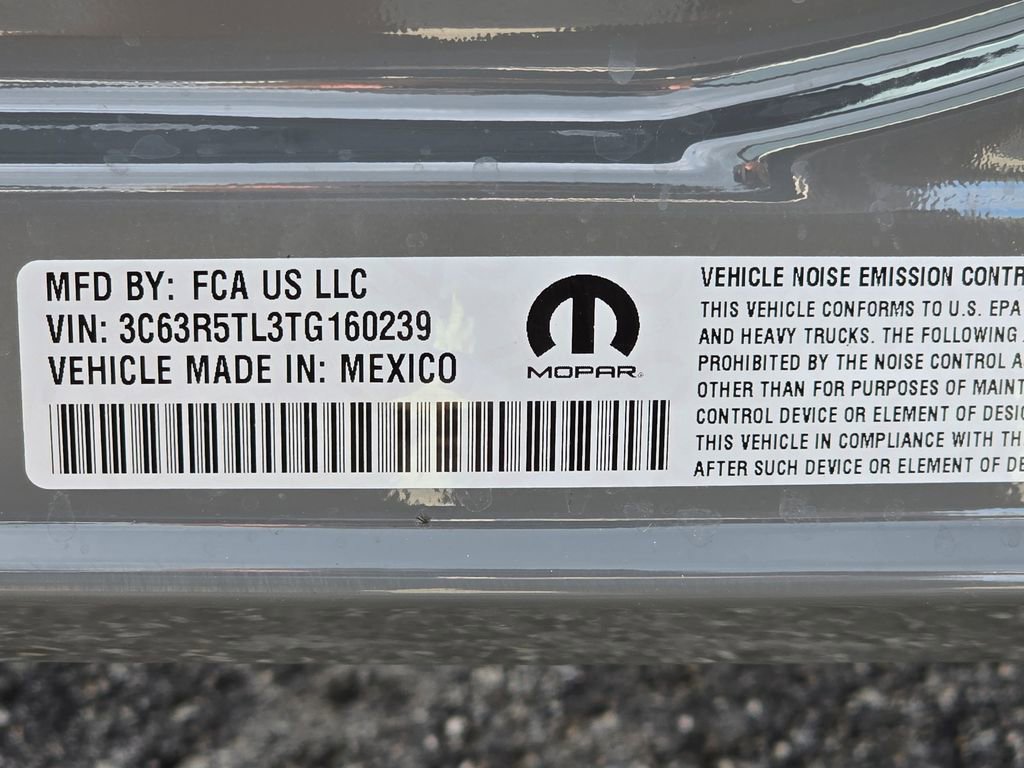 MFD BY: FCA US LLC
VIN: 3C63R5TL3TG160239
VEHICLE MADE IN: MEXICO
MOPAR
VEHICLE NOISE EMISSION CONTR
THIS VEHICLE CONFORMS TO U.S. EPA
AND HEAVY TRUCKS. THE FOLLOWING
PROHIBITED BY THE NOISE CONTROL A
OTHER THAN FOR PURPOSES OF MAINT
CONTROL DEVICE OR ELEMENT OF DESIG
THIS VEHICLE IN COMPLIANCE WITH TH
AFTER SUCH DEVICE OR ELEMENT OF DE